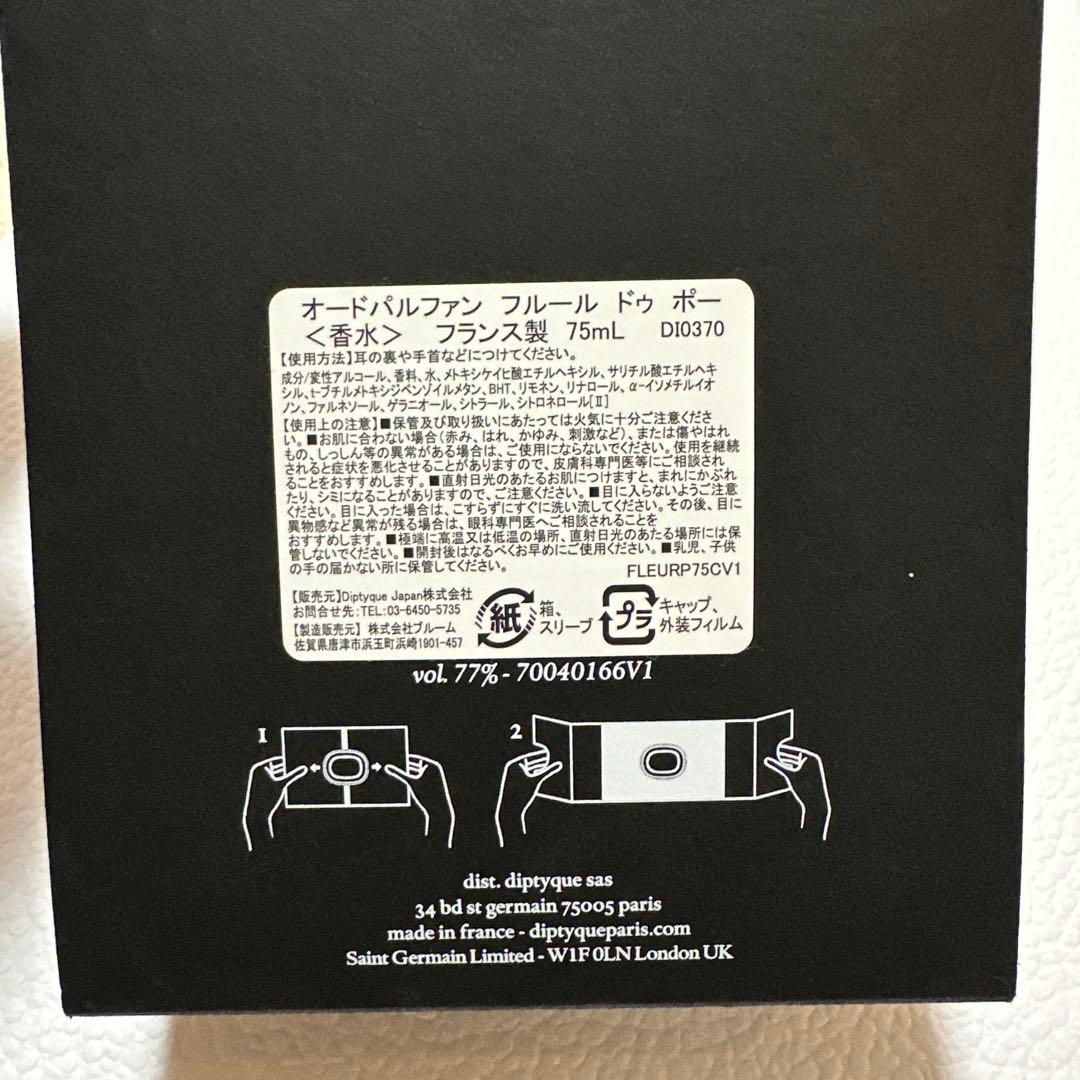 オードパルファン フルール ドゥ ポー
＜香水＞ フランス製 75mL DI0370
【使用方法】耳の裏や手首などにつけてください。
成分/変性アルコール、香料、水、メトキシケイヒ酸エチルヘキシル、サリチル酸エチルヘキ
シル、t-ブチルメトキシジベンゾイルメタン、BHT、リモネン、リナロール、α-イソメチルイオ
ノン、ファルネソール、ゲラニオール、シトラール、シトロネロール[Ⅱ]
【使用上の注意】■保管及び取り扱いにあたっては火気に十分ご注意くださ
い。■お肌に合わない場合(赤み、はれ、かゆみ、刺激など)、または傷やはれ
もの、しっしん等の異常がある場合は、ご使用にならないでください。使用を継続
されると症状を悪化させることがありますので、皮膚科専門医等にご相談され
ることをおすすめします。■直射日光のあたるお肌につけますと、まれにかぶれ
たり、シミになることがありますので、ご注意ください。■目に入らないようご注意
ください。目に入った場合は、こすらずにすぐに洗い流してください。その後、目に
異物感など異常が残る場合は、眼科専門医へご相談されることを
おすすめします。■極端に高温又は低温の場所、直射日光のあたる場所には保
管しないでください。■開封後はなるべくお早めにご使用ください。■乳児、子供
の手の届かない所に保管してください。
FLEURP75CV1
【販売元】Diptyque Japan株式会社
お問合せ先:TEL:03-6450-5735
【製造販売元】 株式会社ブルーム
佐賀県唐津市浜玉町浜崎1901-457
紙
箱、
スリーブ
プラ
キャップ、
外装フィルム
vol. 77% - 70040166V1
1
2
dist. diptyque sas
34 bd st germain 75005 paris
made in france - diptyqueparis.com
Saint Germain Limited - W1F 0LN London UK